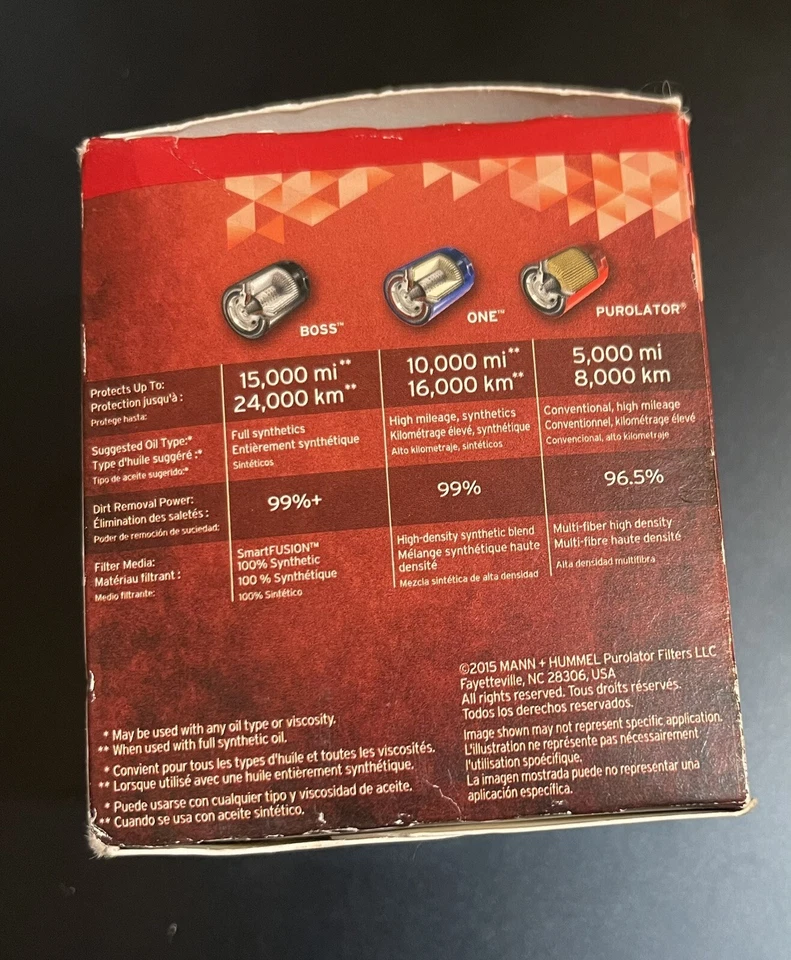 BOSS™
ONE™
PUROLATOR®
Protects Up To:
Protection jusqu'à :
Protege hasta:
15,000 mi**
24,000 km**
10,000 mi**
16,000 km**
5,000 mi
8,000 km
Suggested Oil Type:*
Type d'huile suggéré :*
Tipo de aceite sugerido:*
Full synthetics
Entièrement synthétique
Sintéticos
High mileage, synthetics
Kilométrage élevé, synthétique
Alto kilometraje, sintéticos
Conventional, high mileage
Conventionnel, kilométrage élevé
Convencional, alto kilometraje
Dirt Removal Power:
Élimination des saletés :
Poder de remoción de suciedad:
99%+
99%
96.5%
Filter Media:
Matériau filtrant :
Medio filtrante:
SmartFUSION™
100% Synthetic
100 % Synthétique
100% Sintético
High-density synthetic blend
Mélange synthétique haute
densité
Mezcla sintética de alta densidad
Multi-fiber high density
Multi-fibre haute densité
Alta densidad multifibra
* May be used with any oil type or viscosity.
** When used with full synthetic oil.
* Convient pour tous les types d'huile et toutes les viscosités.
** Lorsque utilisé avec une huile entièrement synthétique.
* Puede usarse con cualquier tipo y viscosidad de aceite.
** Cuando se usa con aceite sintético.
©2015 MANN + HUMMEL Purolator Filters LLC
Fayetteville, NC 28306, USA
All rights reserved. Tous droits réservés.
Todos los derechos reservados.
Image shown may not represent specific application.
L'illustration ne représente pas nécessairement
l'utilisation spécifique.
La imagen mostrada puede no representar una
aplicación específica.